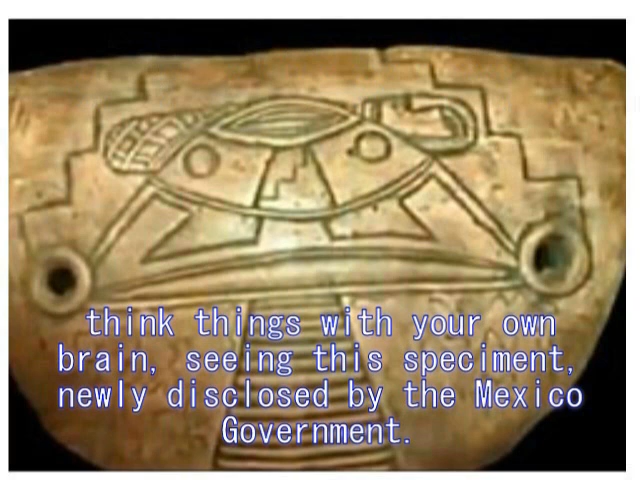 think things with your own
brain, seeing this speciment,
newly disclosed by the Mexico
Government.